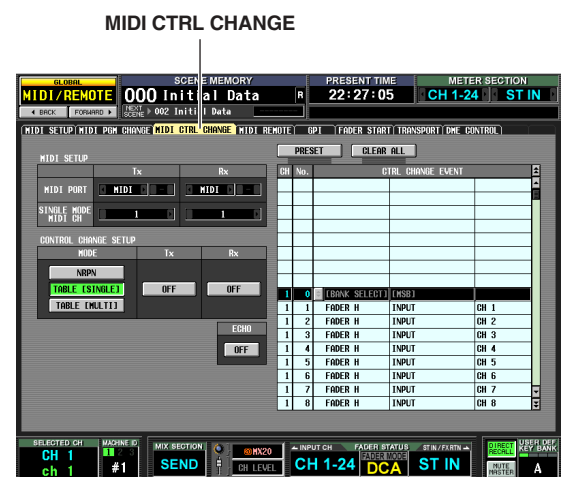 MIDI CTRL CHANGE
GLOBAL SCENE MEMORY PRESENT TIME METER SECTION
MIDI/REMOTE 000 Initial Data R 22:27:05 CH 1-24 ST IN
BACK FORWARD NEXT SCENE 002 Initial Data
MIDI SETUP MIDI PGM CHANGE MIDI CTRL CHANGE MIDI REMOTE GPI FADER START TRANSPORT DME CONTROL
PRESET CLEAR ALL
MIDI SETUP
Tx Rx
MIDI PORT MIDI - MIDI -
SINGLE MODE MIDI CH 1 1
CONTROL CHANGE SETUP
MODE Tx Rx
NRPN
TABLE [SINGLE] OFF OFF
TABLE [MULTI]
ECHO
OFF
CH No. CTRL CHANGE EVENT
1 0 [BANK SELECT] [MSB]
1 1 FADER H INPUT CH 1
1 2 FADER H INPUT CH 2
1 3 FADER H INPUT CH 3
1 4 FADER H INPUT CH 4
1 5 FADER H INPUT CH 5
1 6 FADER H INPUT CH 6
1 7 FADER H INPUT CH 7
1 8 FADER H INPUT CH 8
SELECTED CH MACHINE ID MIX SECTION MX20 INPUT CH FADER STATUS ST IN/FXRTN DIRECT RECALL USER DEF KEY BANK
CH 1 1 2 3 SEND CH LEVEL CH 1-24 FADER MODE DCA ST IN MUTE MASTER A
ch 1 #1